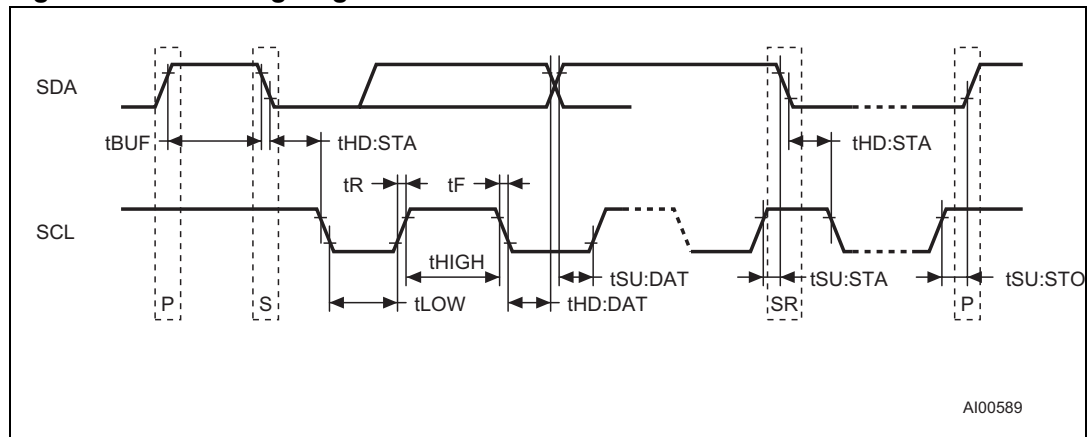 SDA
tBUF
tHD:STA
tHD:STA
tR
tF
SCL
tHIGH
tSU:DAT
tSU:STA
tSU:STO
P
S
tLOW
tHD:DAT
SR
P
AI00589